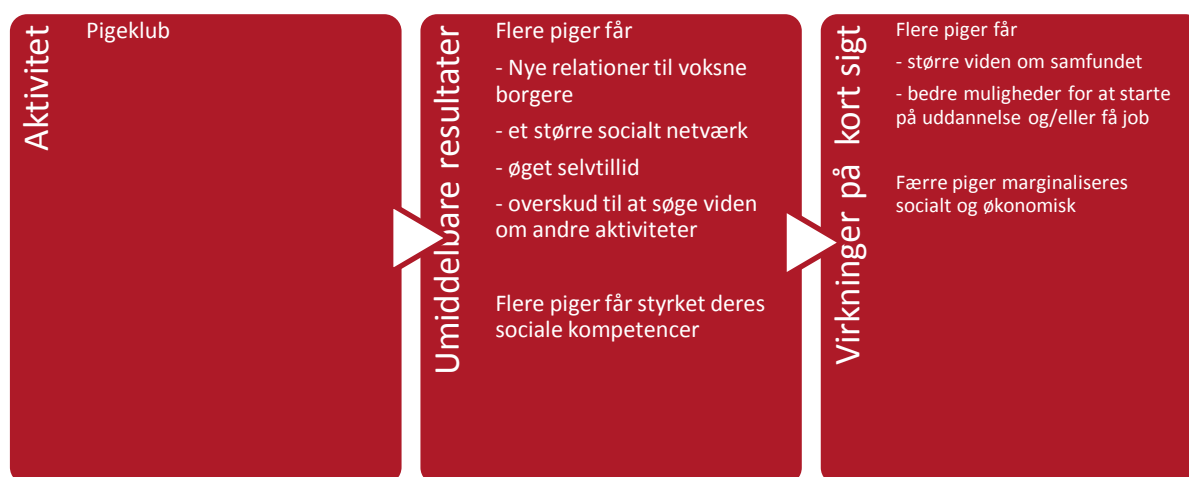 Aktivitet
Pigeklub
Umiddelbare resultater
Flere piger får
- Nye relationer til voksne
borgere
- et større socialt netværk
- øget selvtillid
- overskud til at søge viden
om andre aktiviteter
Flere piger får styrket deres
sociale kompetencer
Virkninger på kort sigt
Flere piger får
- større viden om samfundet
- bedre muligheder for at starte
på uddannelse og/eller få job
Færre piger marginaliseres
socialt og økonomisk